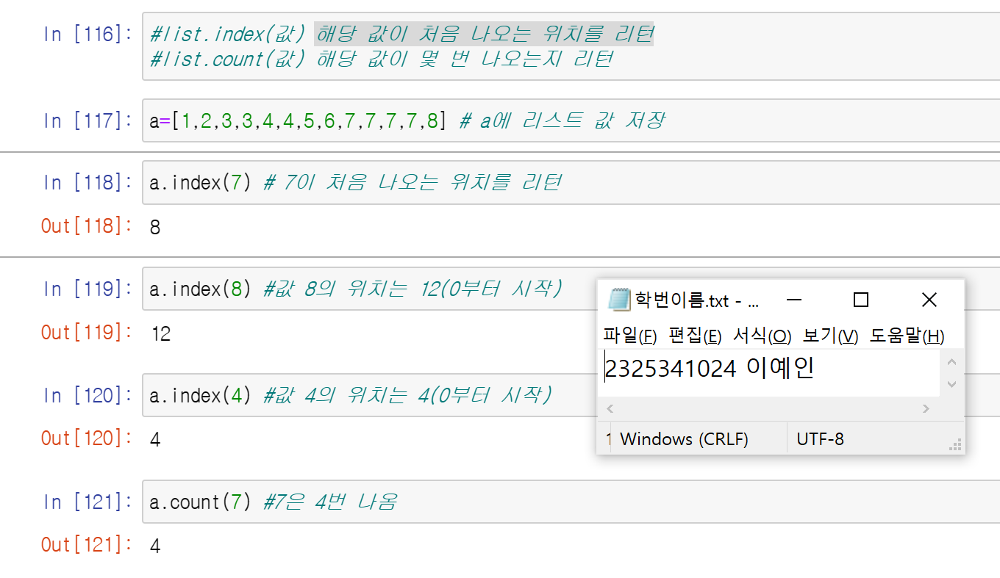 In [116]: #list.index(값) 해당 값이 처음 나오는 위치를 리턴
#list.count(값) 해당 값이 몇 번 나오는지 리턴
In [117]: a=[1,2,3,3,4,4,5,6,7,7,7,7,8] # a에 리스트 값 저장
In [118]: a.index(7) # 7이 처음 나오는 위치를 리턴
Out[118]: 8
In [119]: a.index(8) #값 8의 위치는 12(0부터 시작)
Out[119]: 12
In [120]: a.index(4) #값 4의 위치는 4(0부터 시작)
Out[120]: 4
In [121]: a.count(7) #7은 4번 나옴
Out[121]: 4
학번이름.txt - ...
파일(F) 편집(E) 서식(O) 보기(V) 도움말(H)
2325341024 이예인
1 Windows (CRLF) UTF-8